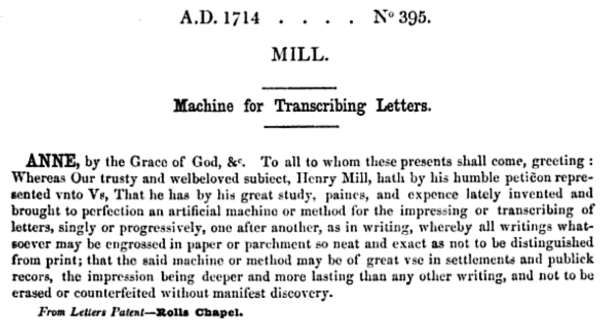 A.D. 1714 . . . . Nº 395.
MILL.
Machine for Transcribing Letters.
ANNE, by the Grace of God, &c. To all to whom these presents shall come, greeting :
Whereas Our trusty and welbeloved subiect, Henry Mill, hath by his humble petic̃on repre-
sented vnto Vs, That he has by his great study, paines, and expence lately invented and
brought to perfection an artificial machine or method for the impressing or transcribing of
letters, singly or progressively, one after another, as in writing, whereby all writings what-
soever may be engrossed in paper or parchment so neat and exact as not to be distinguished
from print; that the said machine or method may be of great vse in settlements and publick
recors, the impression being deeper and more lasting than any other writing, and not to be
erased or counterfeited without manifest discovery.
From Letters Patent—Rolls Chapel.